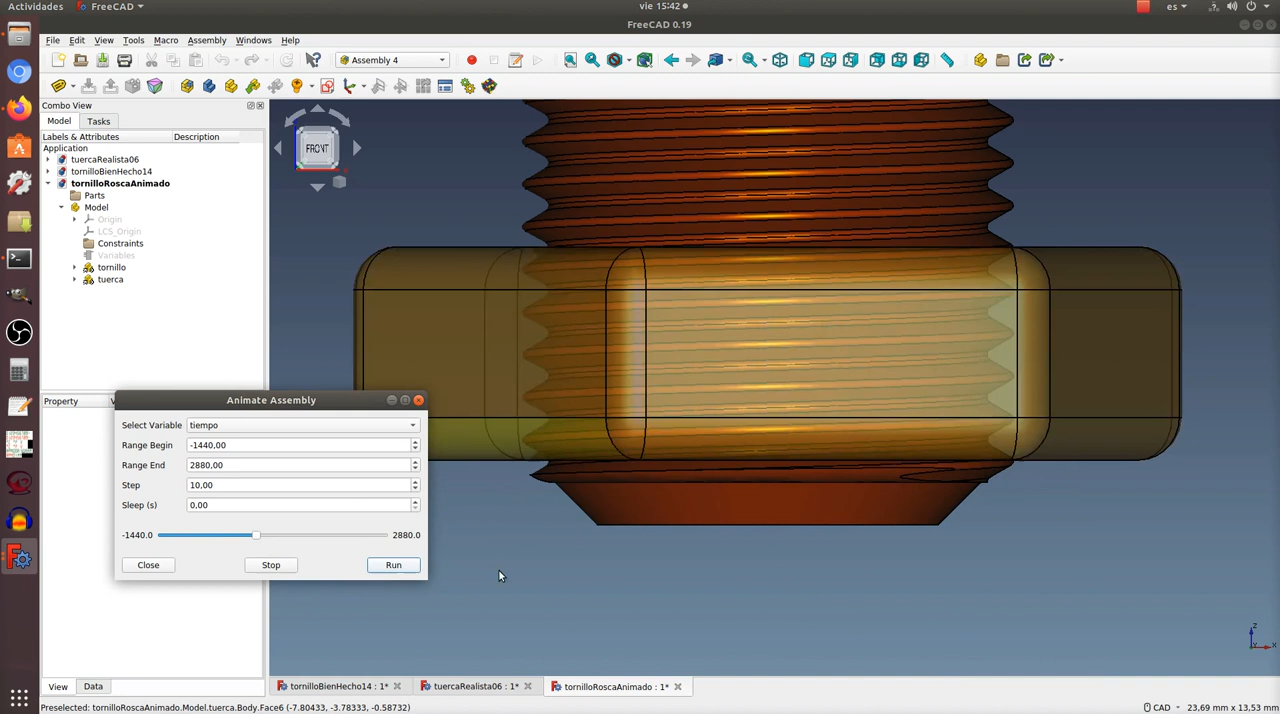 Actividades
FreeCAD
vie 15:42
es
FreeCAD 0.19
File Edit View Tools Macro Assembly Windows Help
Assembly 4
Combo View
Model Tasks
Labels & Attributes Description
Application
tuercaRealista06
tornilloBienHecho14
tornilloRoscaAnimado
Parts
Model
Origin
LCS_Origin
Constraints
Variables
tornillo
tuerca
FRONT
Property
Animate Assembly
Select Variable tiempo
Range Begin -1440,00
Range End 2880,00
Step 10,00
Sleep (s) 0,00
-1440.0 2880.0
Close Stop Run
Z
X
View Data
tornilloBienHecho14 : 1* tuercaRealista06 : 1* tornilloRoscaAnimado : 1*
Preselected: tornilloRoscaAnimado.Model.tuerca.Body.Face6 (-7.80433, -3.78333, -0.58732)
CAD 23,69 mm x 13,53 mm